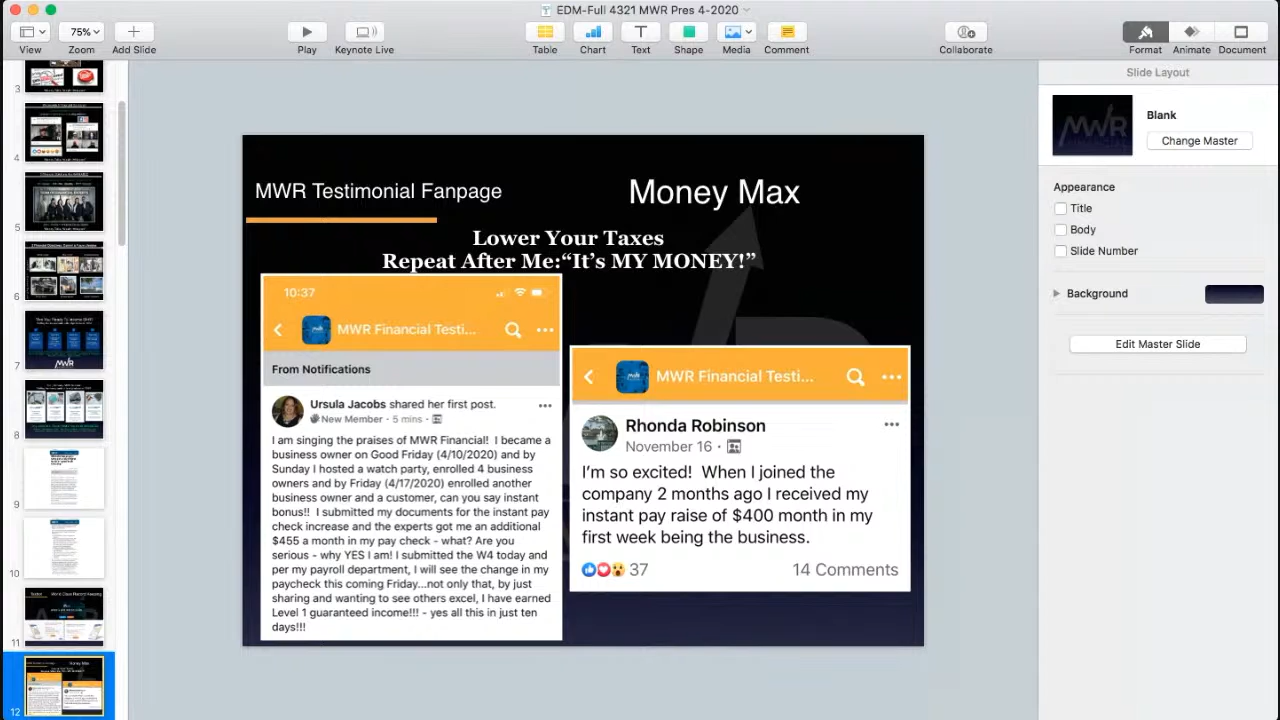 EDM-Full 4321 MWR Pres 4-2020
75%
View
Zoom
Add Slide
Play
Keynote Live
Table
Chart
Text
Shape
Media
Comment
Collaborate
Format
Animate
Document
3
4
5
6
7
8
9
10
11
12
MWR Testimontal Fanpage
Money Max
Lower Your Taxes
Repeat After Me:“It’s MY MONEY!”
10:37
MWR Financial Testi...
From Notifications
Ursula Jacobs shared her first post.
New Member · 5 mins ·
I am singing the praises of MWR Financial!
I became a
business owner on Good Friday (4/10/2020) and by
Sunday I hosted a watch party, enrolled 4 business
owners and by Friday (4/17/2020) enrolled another
business owner and a customer, can you say instant
bonus!! I submitted my documents for the instant pay
check increase and the experts got me an additional
$455 a month in my pay check - what? Are you
serious - and YES I am! I submitted the form today and
per my payroll department, I will see the change in my
paycheck this coming Friday...not only that, by just
sharing and wanting to see others excel, I have earned
Level 1 guaranteed income!! - yes all this in just ten
days!!!
MWR Financial Testi...
Rhonda Robinson
November 16 ·
I’m so excited! When I joined the
company 2 months ago I received my
instant pay raise of $400 month in my
first week being the business.
37
14 Comments
Slide Layout
MWR
Blank
Change Master
Appearance
Title
Body
Slide Number
Background
Edit Master Slide